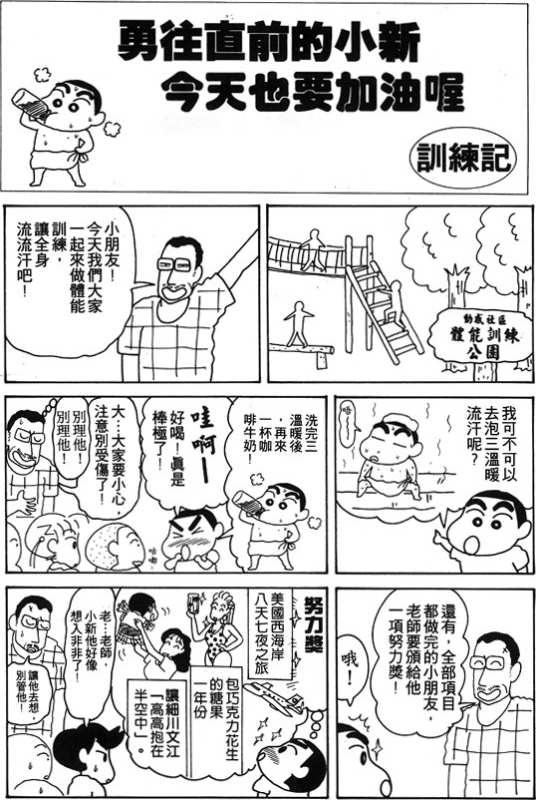 勇往直前的小新
今天也要加油喔
訓練記
動感社區
體能訓練
公園
小朋友！
今天我們大家
一起來做體能
訓練，
讓全身
流流汗吧！
我可不可以
去泡三溫暖
流汗呢？
洗完三
溫暖後
，再來
一杯咖
啡牛奶！
哇啊——
好喝！真是
棒極了！
大…大家要小心，
注意別受傷了！
別理他！
別理他！
還有，全部項目
都做完的小朋友，
老師要頒給他
一項努力獎！
哦！
努力獎
美國西海岸
八天七夜之旅
包巧克力花生
的糖果
一年份
讓細川文江
「高高抱在
半空中」。
老…老師，
小新他好像
想入非非了！
讓他去想，
別管他！